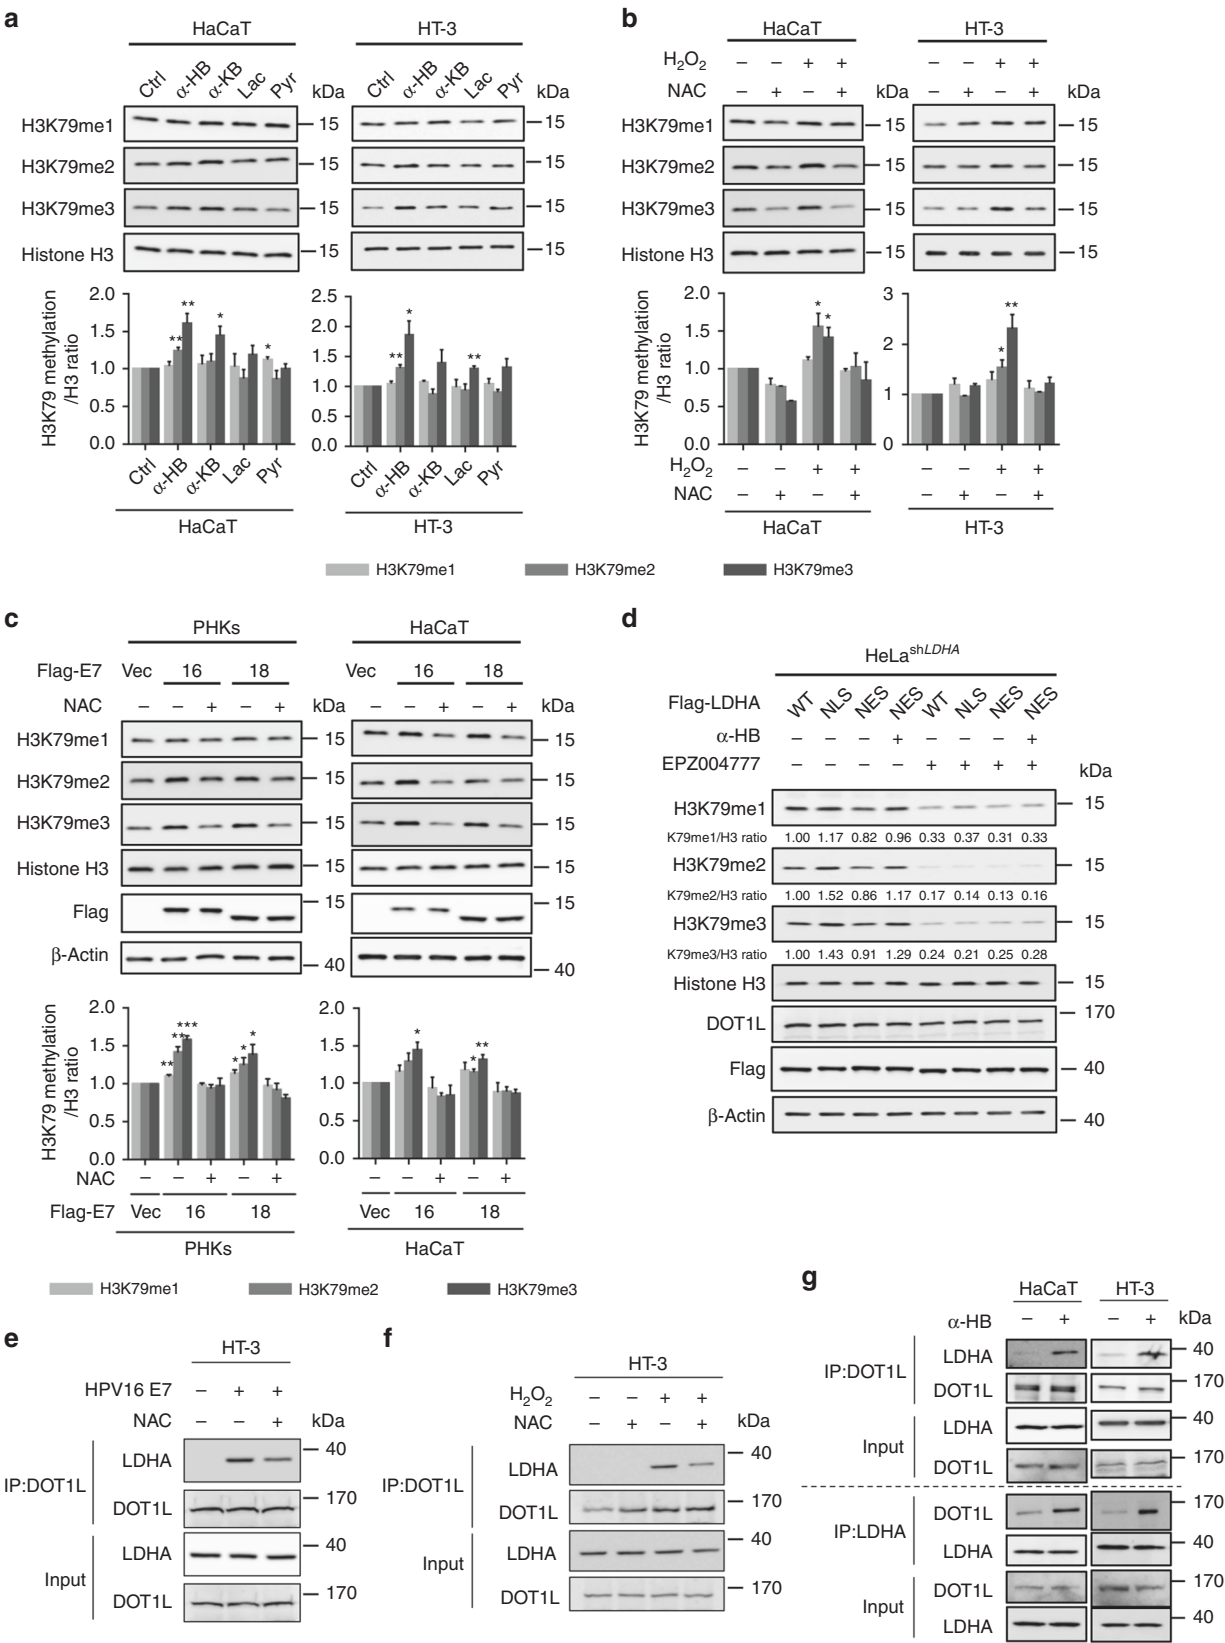 a
HaCaT
HT-3
Ctrl α-HB α-KB Lac Pyr kDa
Ctrl α-HB α-KB Lac Pyr kDa
H3K79me1 15 15
H3K79me2 15 15
H3K79me3 15 15
Histone H3 15 15
H3K79 methylation /H3 ratio
2.0 1.5 1.0 0.5 0.0
** ** * *
Ctrl α-HB α-KB Lac Pyr
HaCaT
2.5 2.0 1.5 1.0 0.5 0.0
** * **
Ctrl α-HB α-KB Lac Pyr
HT-3
b
HaCaT
HT-3
H2O2 – – + + – – + +
NAC – + – + kDa – + – + kDa
H3K79me1 15 15
H3K79me2 15 15
H3K79me3 15 15
Histone H3 15 15
H3K79 methylation /H3 ratio
2.0 1.5 1.0 0.5 0.0
* *
3 2 1 0
* **
H2O2 – – + + – – + +
NAC – + – + – + – +
HaCaT
HT-3
H3K79me1 H3K79me2 H3K79me3
c
PHKs
HaCaT
Flag-E7 Vec 16 18 Vec 16 18
NAC – – + – + kDa – – + – + kDa
H3K79me1 15 15
H3K79me2 15 15
H3K79me3 15 15
Histone H3 15 15
Flag 15 15
β-Actin 40 40
H3K79 methylation /H3 ratio
2.0 1.5 1.0 0.5 0.0
** ** *** * * *
2.0 1.5 1.0 0.5 0.0
* * **
NAC – – + – + – – + – +
Flag-E7 Vec 16 18 Vec 16 18
PHKs
HaCaT
H3K79me1 H3K79me2 H3K79me3
d
HeLa shLDHA
Flag-LDHA WT NLS NES NES WT NLS NES NES
α-HB – – – + – – – +
EPZ004777 – – – – + + + +
kDa
H3K79me1 15
K79me1/H3 ratio 1.00 1.17 0.82 0.96 0.33 0.37 0.31 0.33
H3K79me2 15
K79me2/H3 ratio 1.00 1.52 0.86 1.17 0.17 0.14 0.13 0.16
H3K79me3 15
K79me3/H3 ratio 1.00 1.43 0.91 1.29 0.24 0.21 0.25 0.28
Histone H3 15
DOT1L 170
Flag 40
β-Actin 40
e
HT-3
HPV16 E7 – + +
NAC – – + kDa
IP:DOT1L
LDHA 40
DOT1L 170
Input
LDHA 40
DOT1L 170
f
HT-3
H2O2 – – + +
NAC – + – + kDa
IP:DOT1L
LDHA 40
DOT1L 170
Input
LDHA 40
DOT1L 170
g
HaCaT HT-3
α-HB – + – + kDa
IP:DOT1L
LDHA 40
DOT1L 170
Input
LDHA 40
DOT1L 170
IP:LDHA
DOT1L 170
LDHA 40
Input
DOT1L 170
LDHA 40